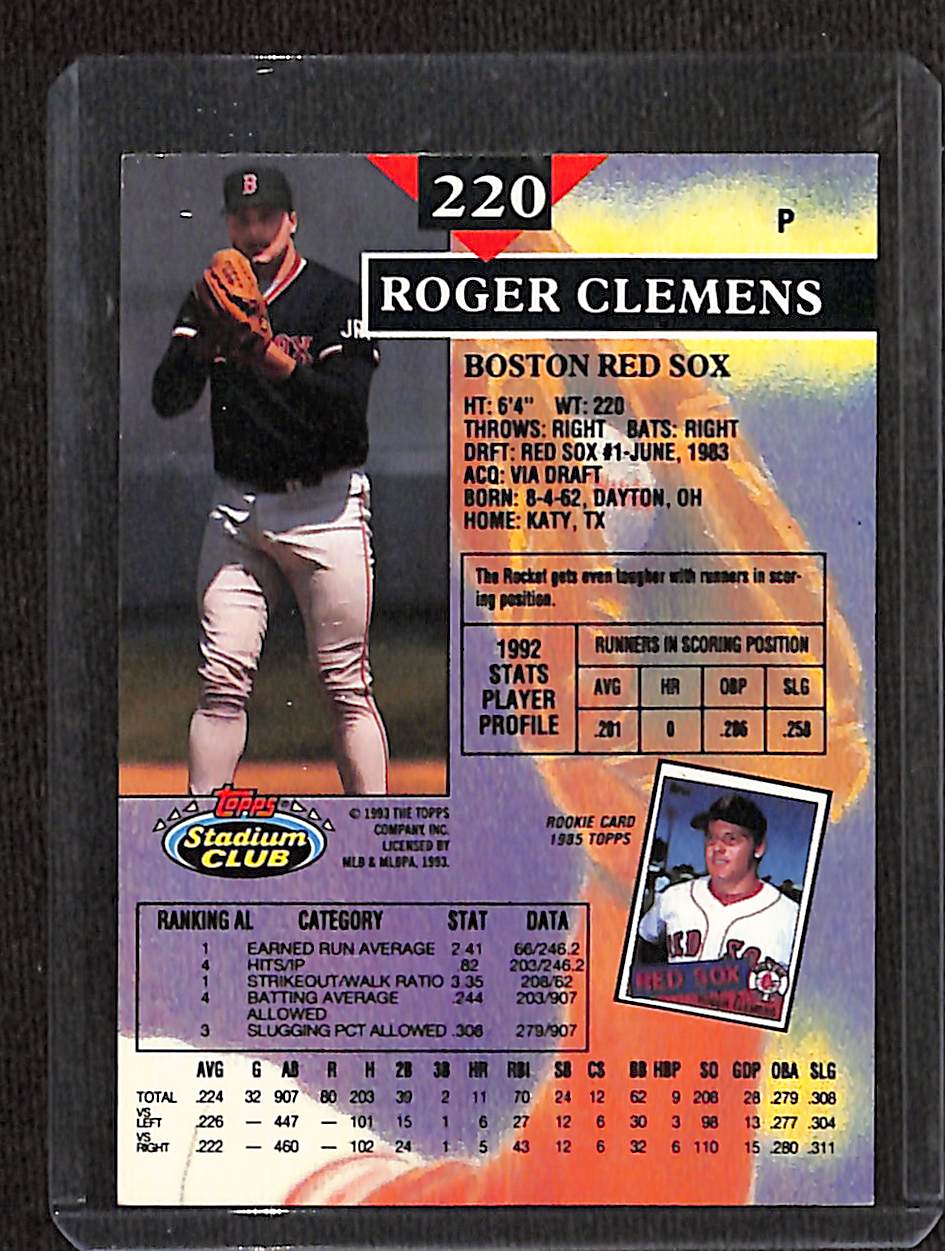 220
P
ROGER CLEMENS
B
JR
BOSTON RED SOX
HT: 6'4" WT: 220
THROWS: RIGHT BATS: RIGHT
DRFT: RED SOX #1-JUNE, 1983
ACQ: VIA DRAFT
BORN: 8-4-62, DAYTON, OH
HOME: KATY, TX
The Rocket gets even tougher with runners in scor-
ing position.
1992 STATS PLAYER PROFILE
RUNNERS IN SCORING POSITION
AVG HR OBP SLG
.201 0 .286 .258
Topps
Stadium
CLUB
© 1993 THE TOPPS
COMPANY, INC.
LICENSED BY
MLB & MLBPA, 1993.
ROOKIE CARD
1985 TOPPS
RED SOX
RED SOX
RANKING AL CATEGORY STAT DATA
1 EARNED RUN AVERAGE 2.41 66/246.2
4 HITS/IP .82 203/246.2
1 STRIKEOUT/WALK RATIO 3.35 208/62
4 BATTING AVERAGE .244 203/907
ALLOWED
3 SLUGGING PCT ALLOWED .308 279/907
AVG G AB R H 2B 3B HR RBI SB CS BB HBP SO GDP OBA SLG
TOTAL .224 32 907 80 203 39 2 11 70 24 12 62 9 208 28 .279 .308
VS LEFT .226 — 447 — 101 15 1 6 27 12 6 30 3 98 13 .277 .304
VS RIGHT .222 — 460 — 102 24 1 5 43 12 6 32 6 110 15 .280 .311